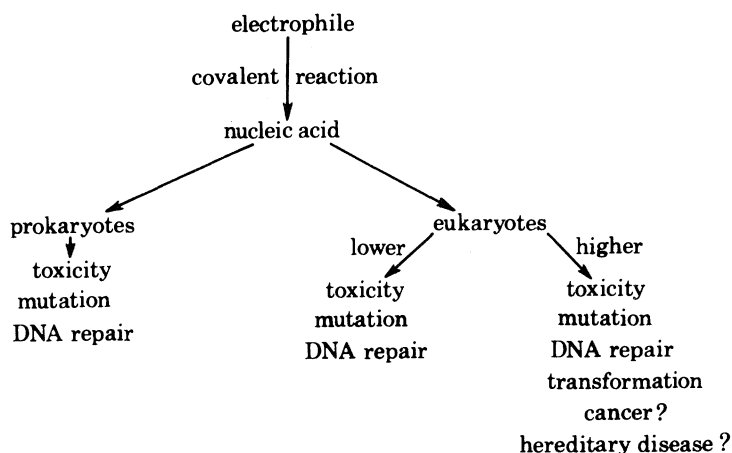 electrophile
covalent reaction
nucleic acid
prokaryotes
toxicity
mutation
DNA repair
eukaryotes
lower
toxicity
mutation
DNA repair
higher
toxicity
mutation
DNA repair
transformation
cancer?
hereditary disease?